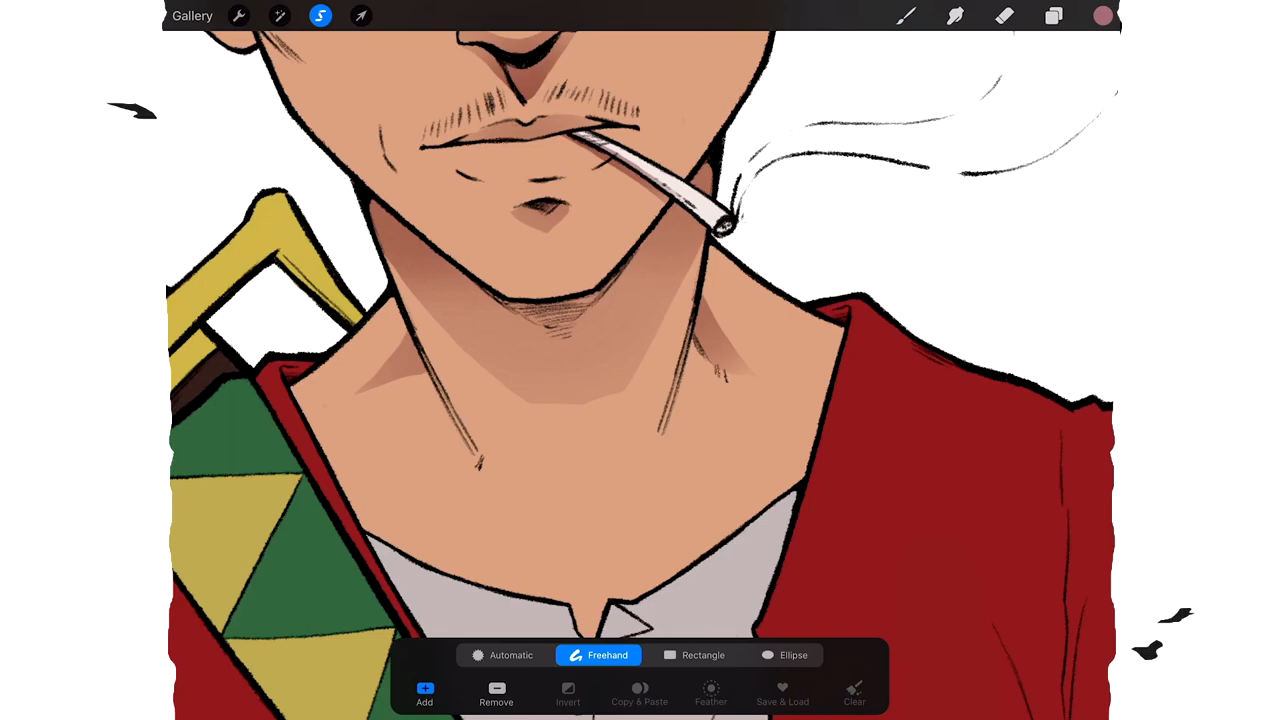 Gallery
Automatic Freehand Rectangle Ellipse
Add Remove Invert Copy & Paste Feather Save & Load Clear